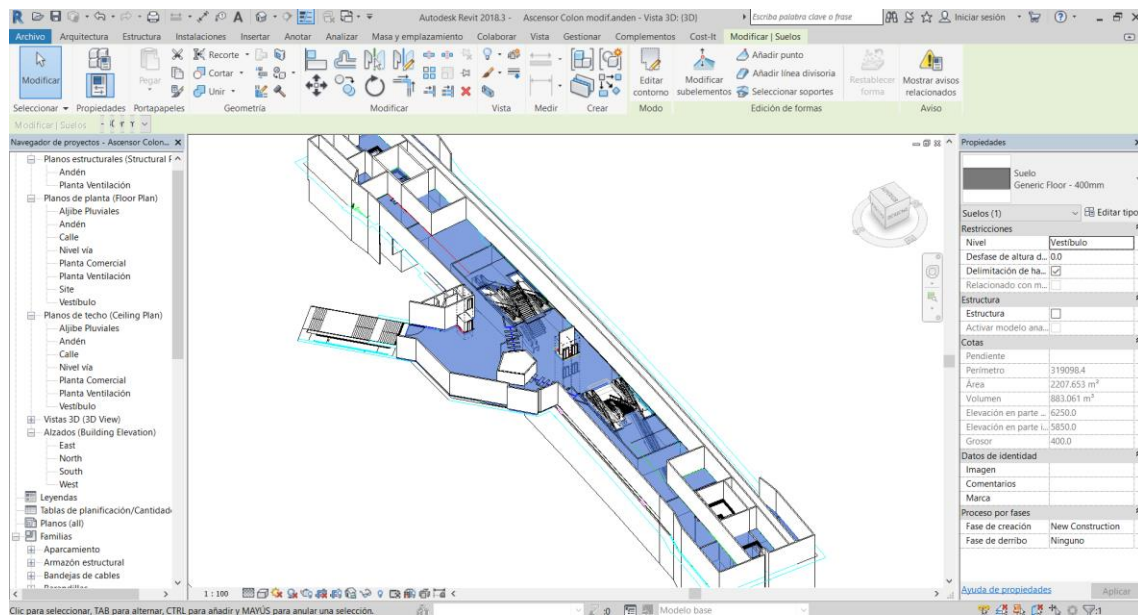 Autodesk Revit 2018.3 - Ascensor Colon modif.anden - Vista 3D: {3D}
Escriba palabra clave o frase
Iniciar sesión
Archivo Arquitectura Estructura Instalaciones Insertar Anotar Analizar Masa y emplazamiento Colaborar Vista Gestionar Complementos Cost-It Modificar | Suelos
Modificar
Pegar
Recorte
Cortar
Unir
Editar contorno
Modificar subelementos
Añadir punto
Añadir línea divisoria
Seleccionar soportes
Restablecer forma
Mostrar avisos relacionados
Seleccionar Propiedades Portapapeles Geometría Modificar Vista Medir Crear Modo Edición de formas Aviso
Modificar | Suelos
Navegador de proyectos - Ascensor Colon...
Planos estructurales (Structural F
Andén
Planta Ventilación
Planos de planta (Floor Plan)
Aljibe Pluviales
Andén
Calle
Nivel vía
Planta Comercial
Planta Ventilación
Site
Vestíbulo
Planos de techo (Ceiling Plan)
Aljibe Pluviales
Andén
Calle
Nivel vía
Planta Comercial
Planta Ventilación
Vestíbulo
Vistas 3D (3D View)
Alzados (Building Elevation)
East
North
South
West
Leyendas
Tablas de planificación/Cantidad
Planos (all)
Familias
Aparcamiento
Armazón estructural
Bandejas de cables
Propiedades
Suelo
Generic Floor - 400mm
Suelos (1)
Editar tipo
Restricciones
Nivel Vestíbulo
Desfase de altura d... 0.0
Delimitación de ha...
Relacionado con m...
Estructura
Estructura
Activar modelo ana...
Cotas
Pendiente
Perímetro 319098.4
Área 2207.653 m²
Volumen 883.061 m³
Elevación en parte ... 6250.0
Elevación en parte i... 5850.0
Grosor 400.0
Datos de identidad
Imagen
Comentarios
Marca
Proceso por fases
Fase de creación New Construction
Fase de derribo Ninguno
Ayuda de propiedades
Aplicar
1 : 100
Clic para seleccionar, TAB para alternar, CTRL para añadir y MAYÚS para anular una selección.
:0
Modelo base
:1